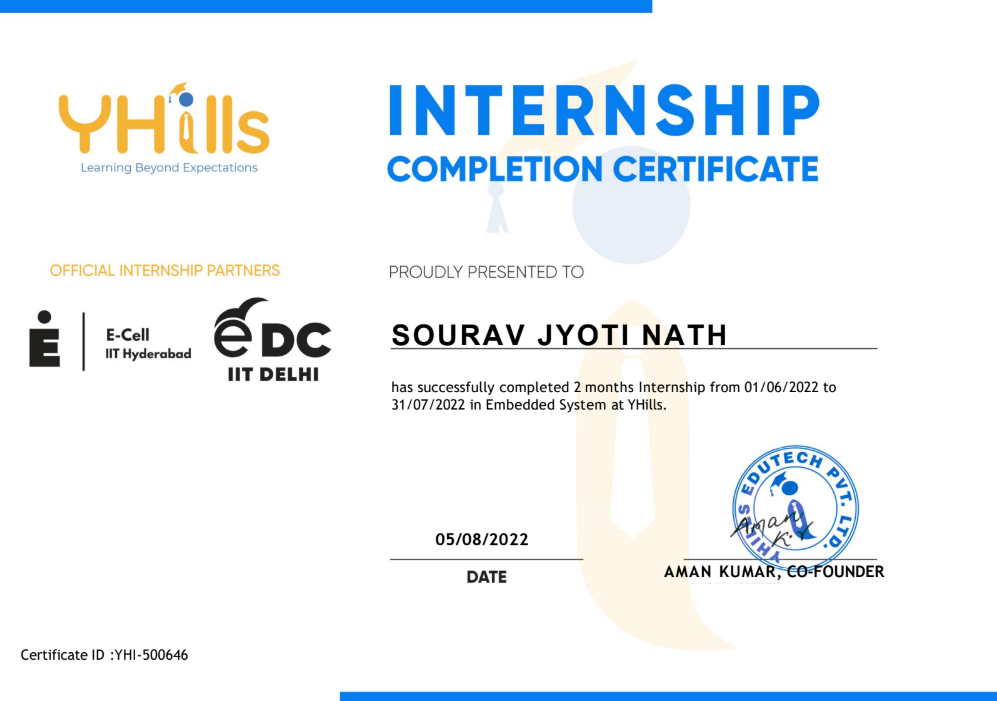 YHills
Learning Beyond Expectations
INTERNSHIP
COMPLETION CERTIFICATE
OFFICIAL INTERNSHIP PARTNERS
E-Cell
IIT Hyderabad
eDC
IIT DELHI
PROUDLY PRESENTED TO
SOURAV JYOTI NATH
has successfully completed 2 months Internship from 01/06/2022 to
31/07/2022 in Embedded System at YHills.
YHILLS EDUTECH PVT. LTD.
Aman K.
05/08/2022
DATE
AMAN KUMAR, CO-FOUNDER
Certificate ID :YHI-500646